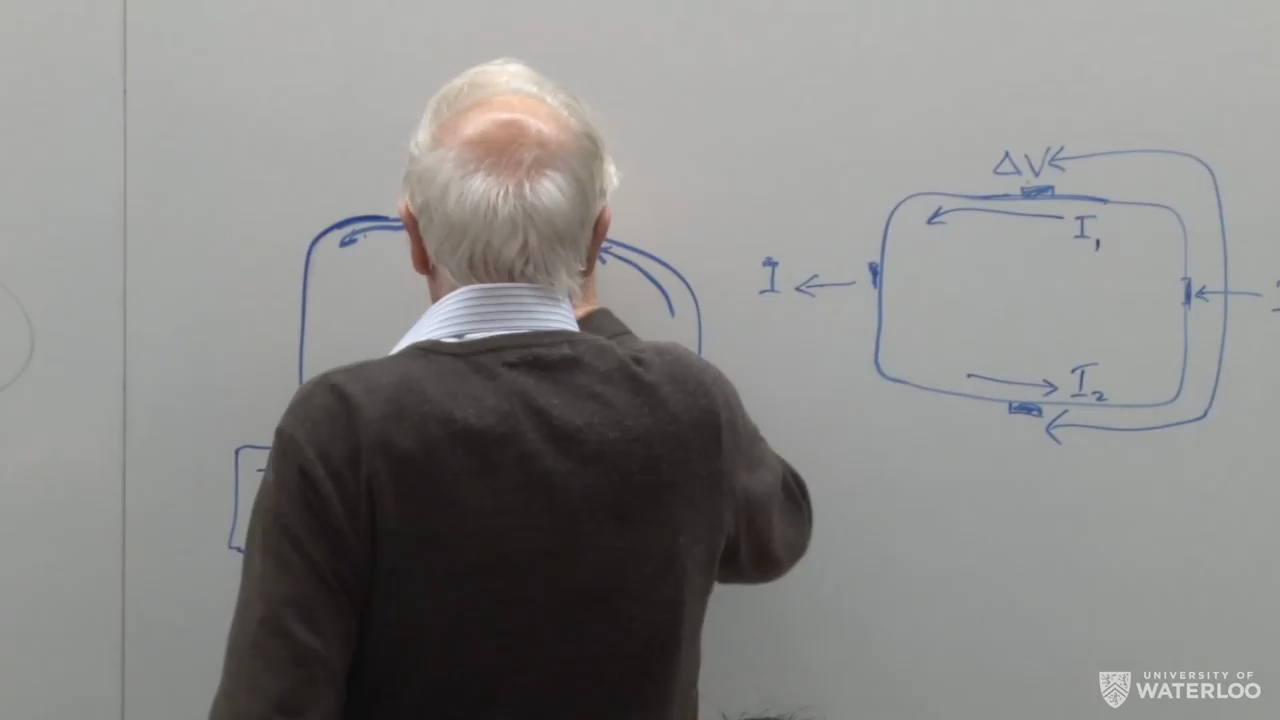 ΔV
I₁
I
I₂
UNIVERSITY OF
WATERLOO